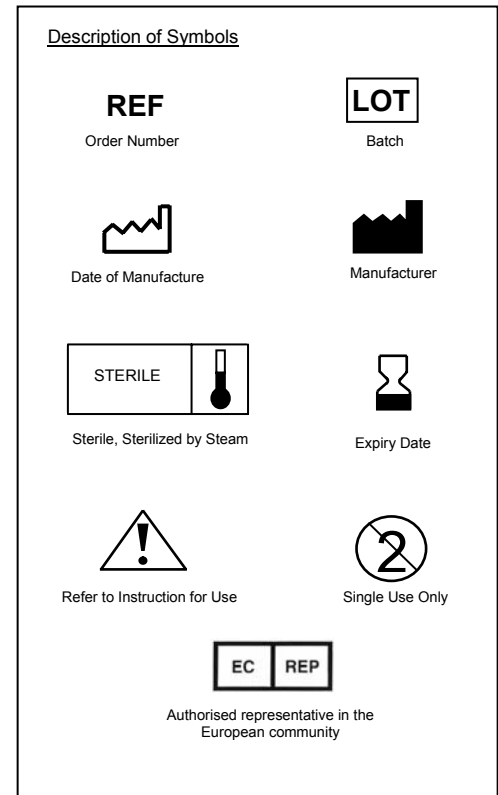 Description of Symbols
REF
LOT
Order Number
Batch
Date of Manufacture
Manufacturer
STERILE
Sterile, Sterilized by Steam
Expiry Date
!
2
Refer to Instruction for Use
Single Use Only
EC REP
Authorised representative in the
European community